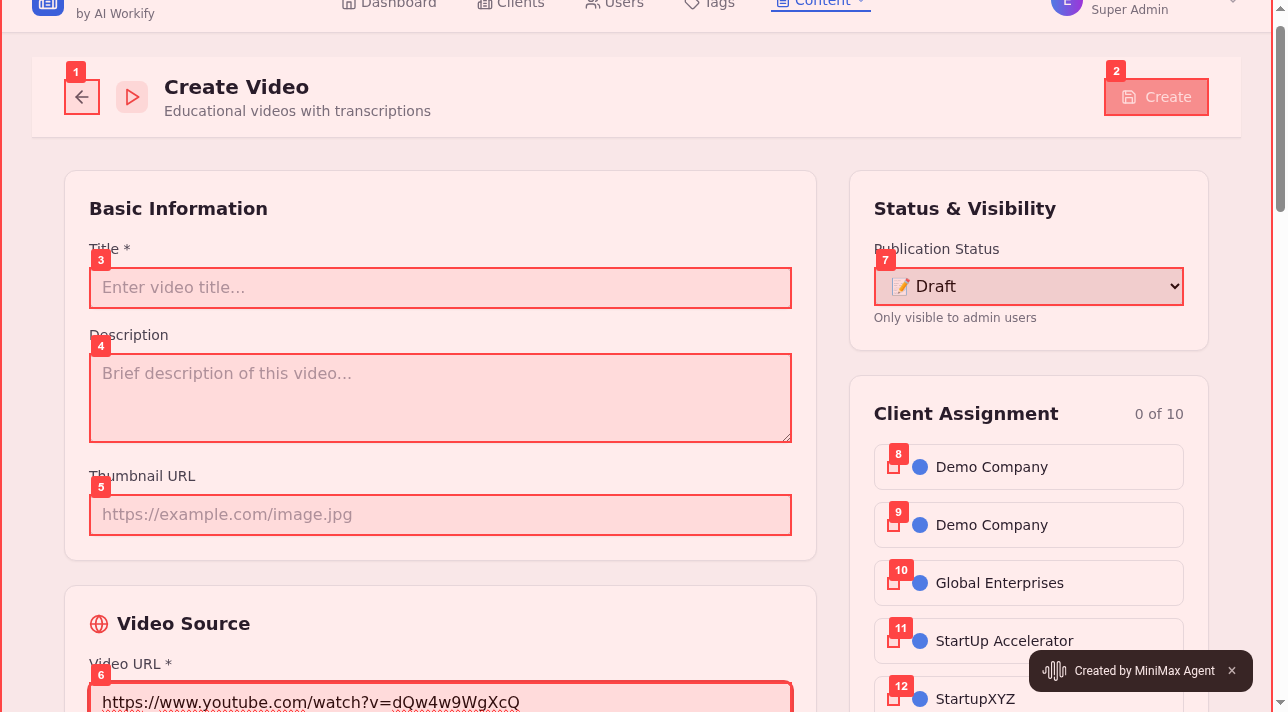 by AI Workify
Dashboard
Clients
Users
Tags
Content
E
Super Admin
1
Create Video
Educational videos with transcriptions
2
Create
Basic Information
Title *
3
Enter video title...
Description
4
Brief description of this video...
Thumbnail URL
5
https://example.com/image.jpg
Video Source
Video URL *
6
https://www.youtube.com/watch?v=dQw4w9WgXcQ
Status & Visibility
Publication Status
7
📝 Draft
Only visible to admin users
Client Assignment
0 of 10
8
Demo Company
9
Demo Company
10
Global Enterprises
11
StartUp Accelerator
12
StartupXYZ
Created by MiniMax Agent ×